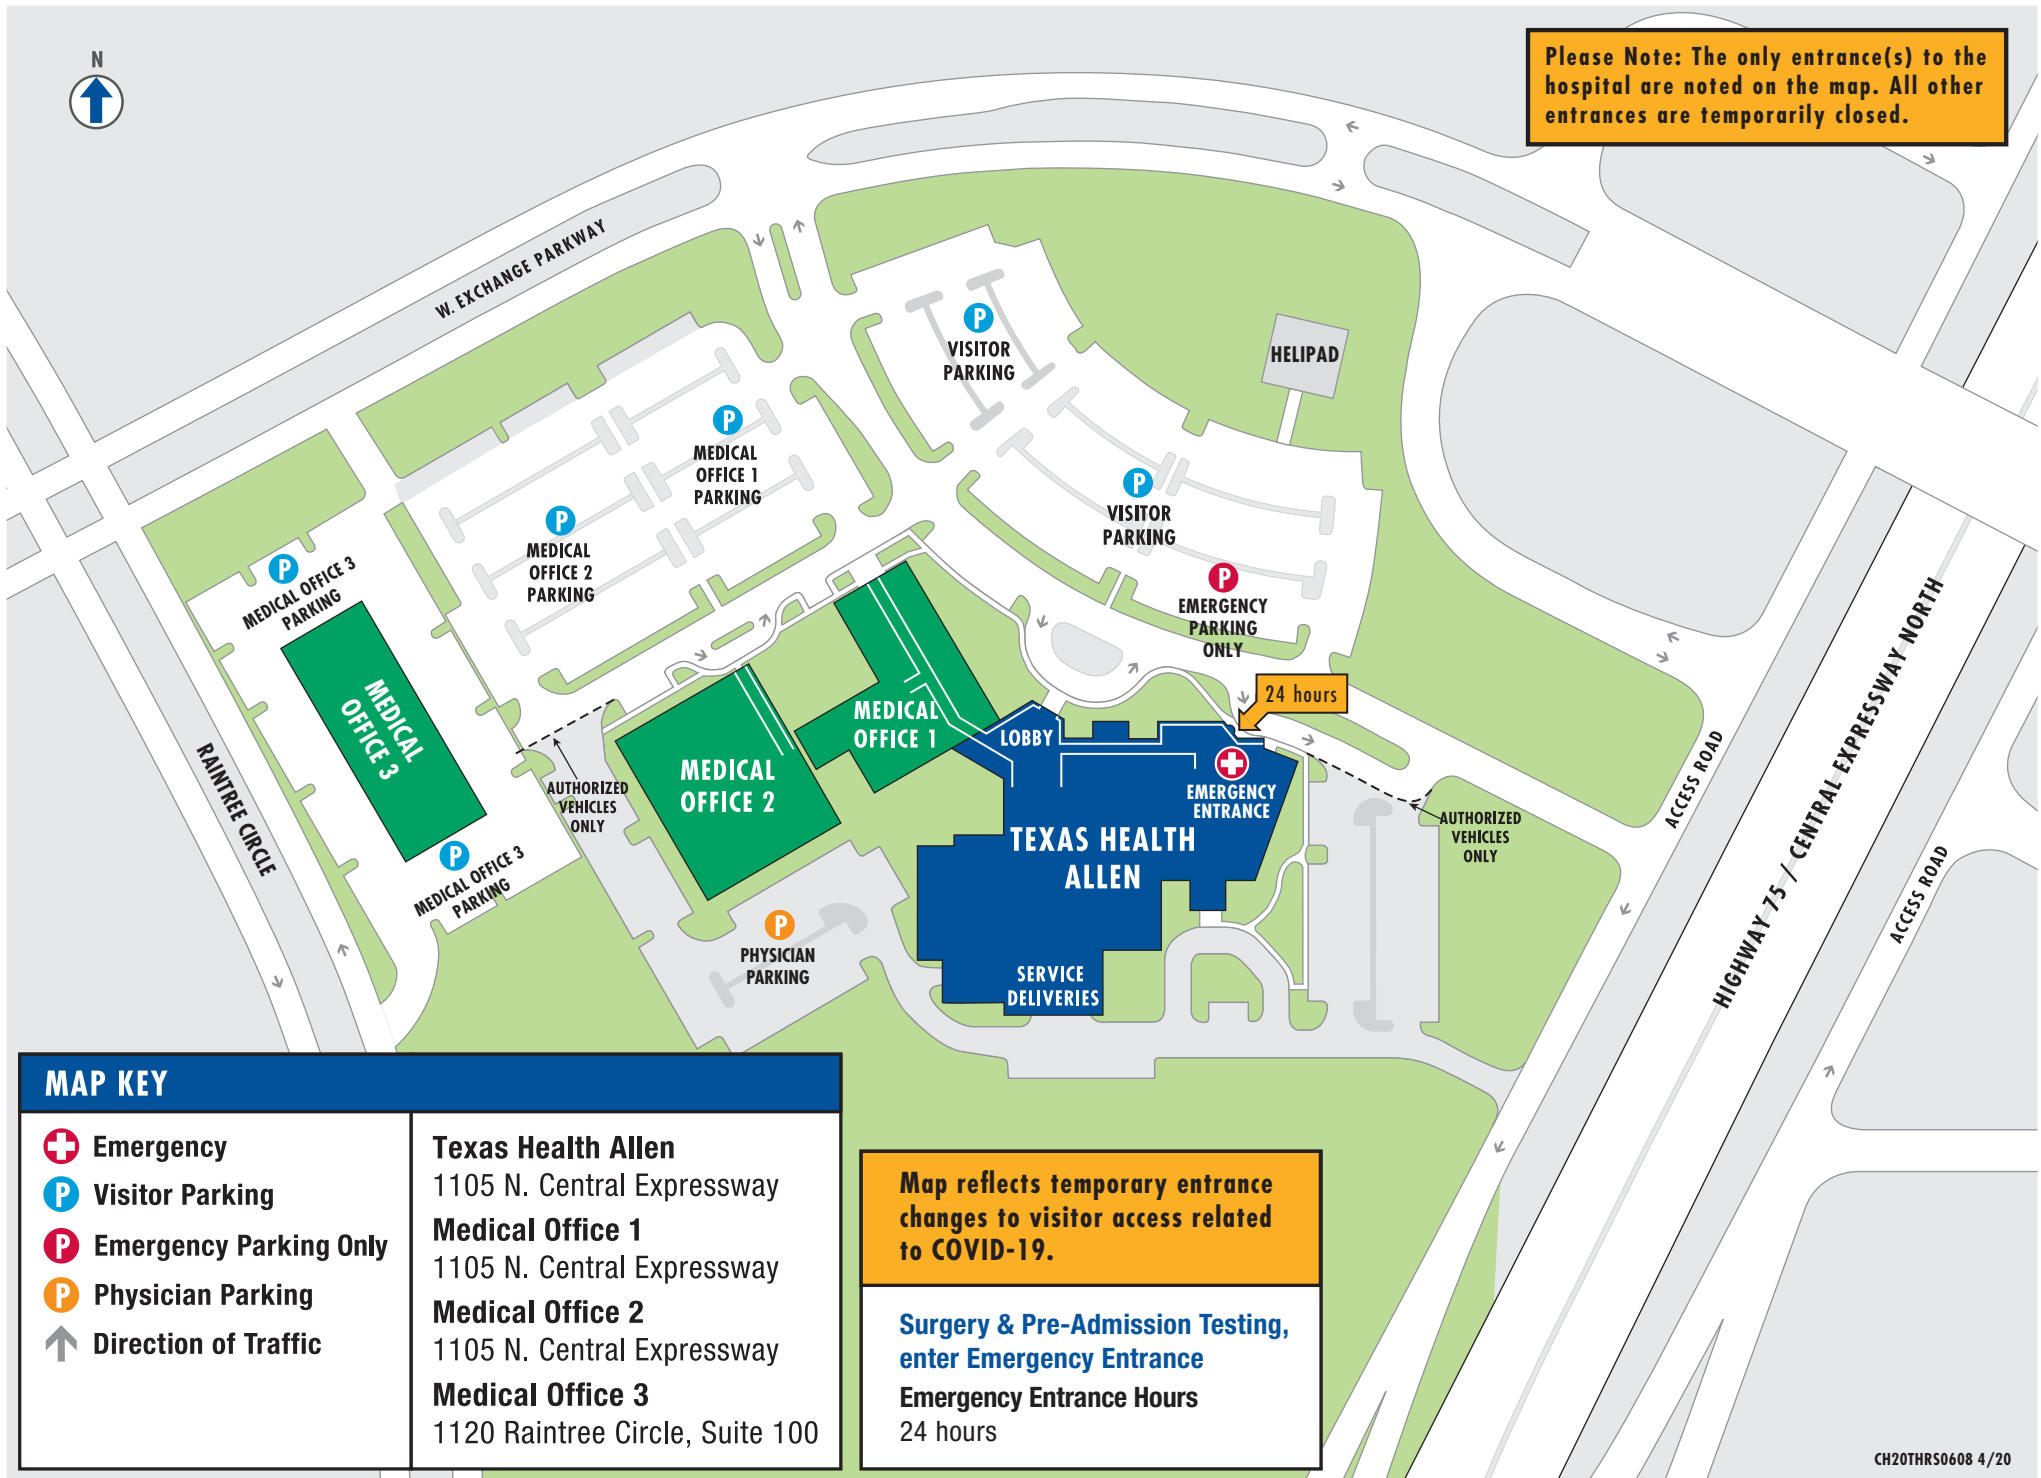 N
Please Note: The only entrance(s) to the
hospital are noted on the map. All other
entrances are temporarily closed.
W. EXCHANGE PARKWAY
P
VISITOR
PARKING
HELIPAD
P
MEDICAL
OFFICE 1
PARKING
P
VISITOR
PARKING
P
MEDICAL
OFFICE 2
PARKING
P
MEDICAL OFFICE 3
PARKING
P
EMERGENCY
PARKING
ONLY
24 hours
MEDICAL
OFFICE 3
MEDICAL
OFFICE 1
LOBBY
MEDICAL
OFFICE 2
EMERGENCY
ENTRANCE
AUTHORIZED
VEHICLES
ONLY
AUTHORIZED
VEHICLES
ONLY
TEXAS HEALTH
ALLEN
RAINTREE CIRCLE
ACCESS ROAD
HIGHWAY 75 / CENTRAL EXPRESSWAY NORTH
ACCESS ROAD
P
MEDICAL OFFICE 3
PARKING
P
PHYSICIAN
PARKING
SERVICE
DELIVERIES
MAP KEY
Emergency
P Visitor Parking
P Emergency Parking Only
P Physician Parking
Direction of Traffic
Texas Health Allen
1105 N. Central Expressway
Medical Office 1
1105 N. Central Expressway
Medical Office 2
1105 N. Central Expressway
Medical Office 3
1120 Raintree Circle, Suite 100
Map reflects temporary entrance
changes to visitor access related
to COVID-19.
Surgery & Pre-Admission Testing,
enter Emergency Entrance
Emergency Entrance Hours
24 hours
CH20THRS0608 4/20